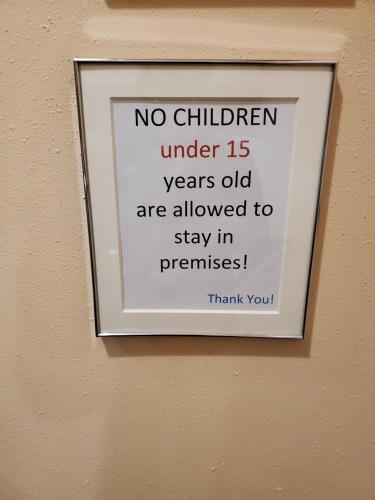 NO CHILDREN
under 15
years old
are allowed to
stay in
premises!
Thank You!